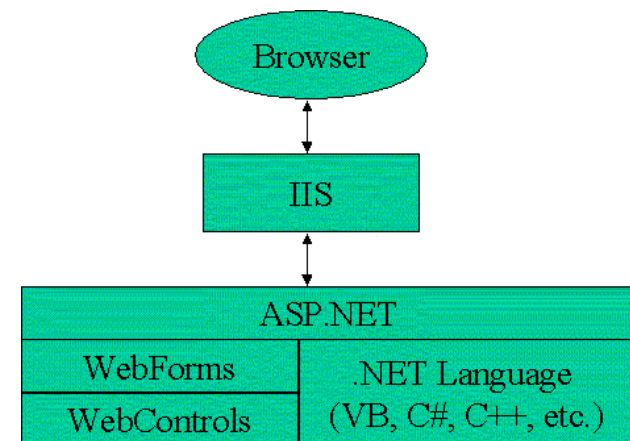 Browser
IIS
ASP.NET
WebForms
WebControls
.NET Language
(VB, C#, C++, etc.)